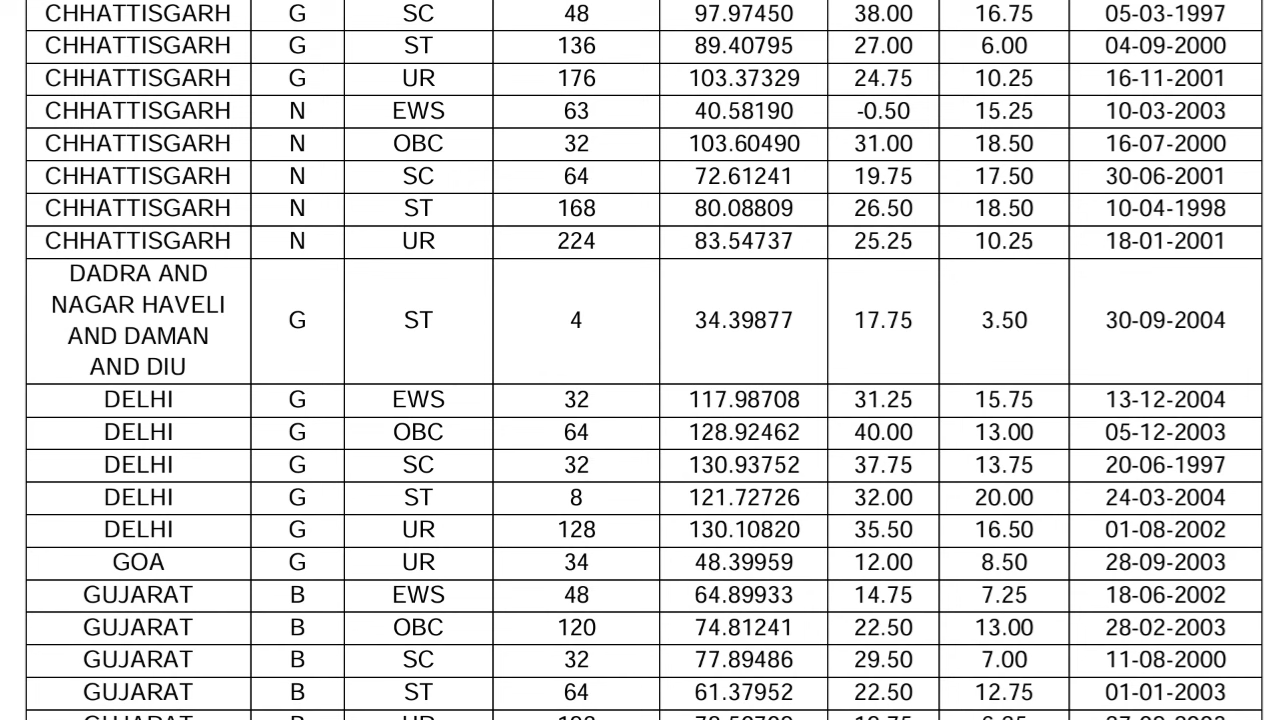 CHHATTISGARH G SC 48 97.97450 38.00 16.75 05-03-1997
CHHATTISGARH G ST 136 89.40795 27.00 6.00 04-09-2000
CHHATTISGARH G UR 176 103.37329 24.75 10.25 16-11-2001
CHHATTISGARH N EWS 63 40.58190 -0.50 15.25 10-03-2003
CHHATTISGARH N OBC 32 103.60490 31.00 18.50 16-07-2000
CHHATTISGARH N SC 64 72.61241 19.75 17.50 30-06-2001
CHHATTISGARH N ST 168 80.08809 26.50 18.50 10-04-1998
CHHATTISGARH N UR 224 83.54737 25.25 10.25 18-01-2001
DADRA AND
NAGAR HAVELI
AND DAMAN
AND DIU
G ST 4 34.39877 17.75 3.50 30-09-2004
DELHI G EWS 32 117.98708 31.25 15.75 13-12-2004
DELHI G OBC 64 128.92462 40.00 13.00 05-12-2003
DELHI G SC 32 130.93752 37.75 13.75 20-06-1997
DELHI G ST 8 121.72726 32.00 20.00 24-03-2004
DELHI G UR 128 130.10820 35.50 16.50 01-08-2002
GOA G UR 34 48.39959 12.00 8.50 28-09-2003
GUJARAT B EWS 48 64.89933 14.75 7.25 18-06-2002
GUJARAT B OBC 120 74.81241 22.50 13.00 28-02-2003
GUJARAT B SC 32 77.89486 29.50 7.00 11-08-2000
GUJARAT B ST 64 61.37952 22.50 12.75 01-01-2003
GUJARAT B UR